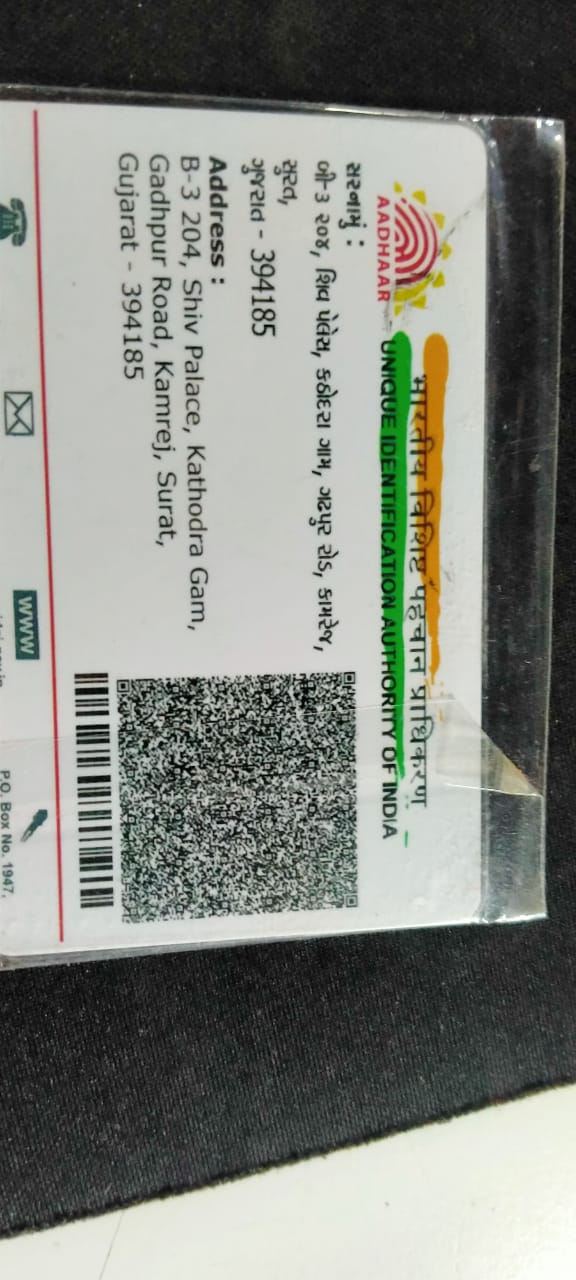 भारतीय विशिष्ट पहचान प्राधिकरण
UNIQUE IDENTIFICATION AUTHORITY OF INDIA
AADHAAR
સરનામું :
બી-૩ ૨૦૪, શિવ પેલેસ, કઠોદરા ગામ, ગઢપુર રોડ, કામરેજ,
સુરત,
ગુજરાત - 394185
Address :
B-3 204, Shiv Palace, Kathodra Gam,
Gadhpur Road, Kamrej, Surat,
Gujarat - 394185
WWW
P.O. Box No. 1947,